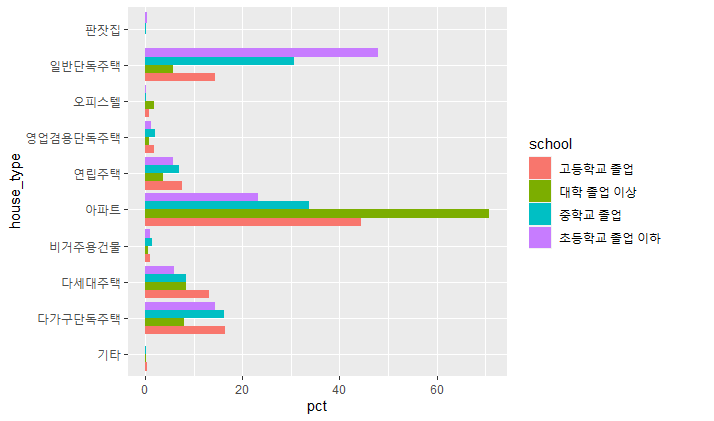 house_type
판잣집
일반단독주택
오피스텔
영업겸용단독주택
연립주택
아파트
비거주용건물
다세대주택
다가구단독주택
기타
0 20 40 60
pct
school
고등학교 졸업
대학 졸업 이상
중학교 졸업
초등학교 졸업 이하